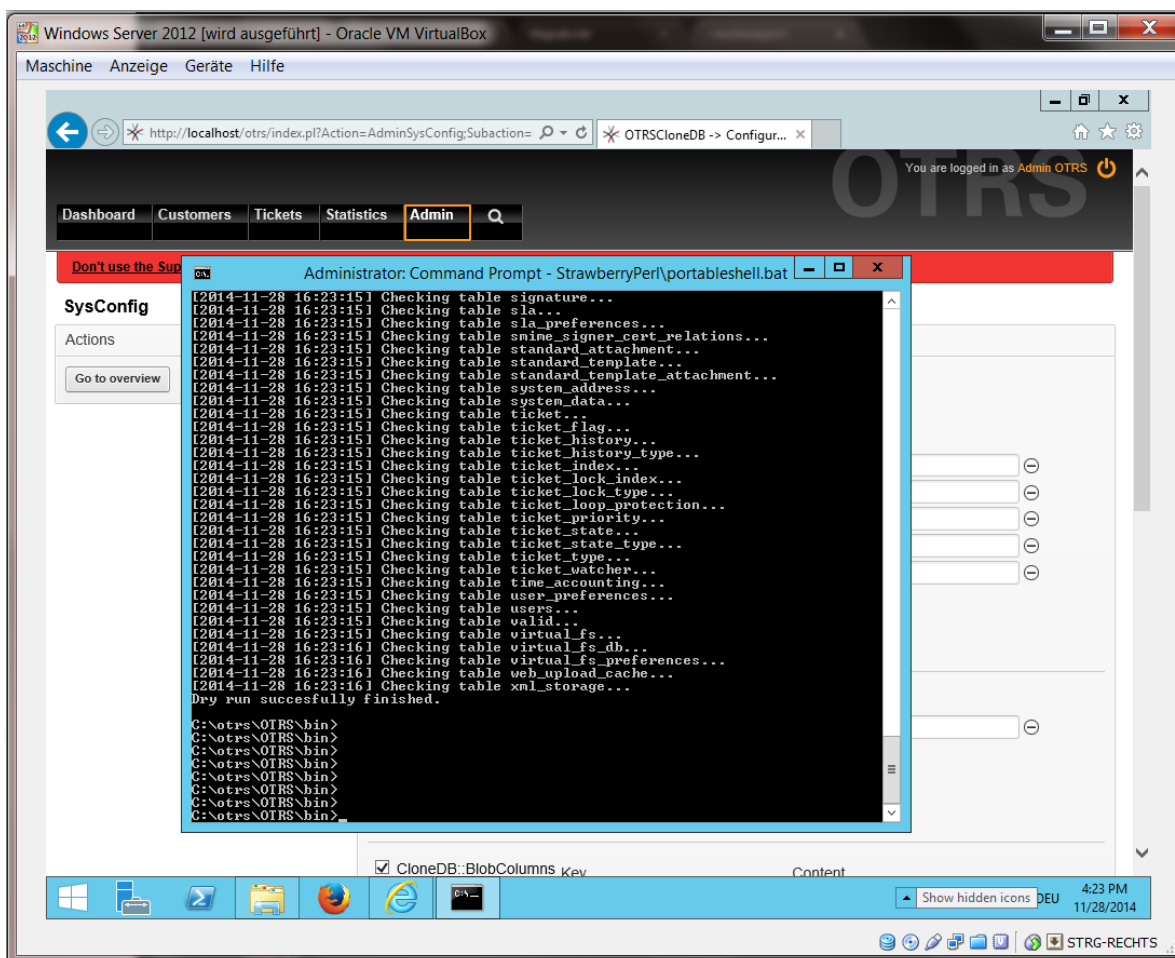 Windows Server 2012 [wird ausgeführt] - Oracle VM VirtualBox
Maschine Anzeige Geräte Hilfe
http://localhost/otrs/index.pl?Action=AdminSysConfig;Subaction=
OTRSCloneDB -> Configur...
OTRS
You are logged in as Admin OTRS
Dashboard Customers Tickets Statistics Admin
Don't use the Sup
Administrator: Command Prompt - StrawberryPerl\portableshell.bat
SysConfig
Actions
Go to overview
[2014-11-28 16:23:15] Checking table signature...
[2014-11-28 16:23:15] Checking table sla...
[2014-11-28 16:23:15] Checking table sla_preferences...
[2014-11-28 16:23:15] Checking table smime_signer_cert_relations...
[2014-11-28 16:23:15] Checking table standard_attachment...
[2014-11-28 16:23:15] Checking table standard_template...
[2014-11-28 16:23:15] Checking table standard_template_attachment...
[2014-11-28 16:23:15] Checking table system_address...
[2014-11-28 16:23:15] Checking table system_data...
[2014-11-28 16:23:15] Checking table ticket...
[2014-11-28 16:23:15] Checking table ticket_flag...
[2014-11-28 16:23:15] Checking table ticket_history...
[2014-11-28 16:23:15] Checking table ticket_history_type...
[2014-11-28 16:23:15] Checking table ticket_index...
[2014-11-28 16:23:15] Checking table ticket_lock_index...
[2014-11-28 16:23:15] Checking table ticket_lock_type...
[2014-11-28 16:23:15] Checking table ticket_loop_protection...
[2014-11-28 16:23:15] Checking table ticket_priority...
[2014-11-28 16:23:15] Checking table ticket_state...
[2014-11-28 16:23:15] Checking table ticket_state_type...
[2014-11-28 16:23:15] Checking table ticket_type...
[2014-11-28 16:23:15] Checking table ticket_watcher...
[2014-11-28 16:23:15] Checking table time_accounting...
[2014-11-28 16:23:15] Checking table user_preferences...
[2014-11-28 16:23:15] Checking table users...
[2014-11-28 16:23:15] Checking table valid...
[2014-11-28 16:23:15] Checking table virtual_fs...
[2014-11-28 16:23:16] Checking table virtual_fs_db...
[2014-11-28 16:23:16] Checking table virtual_fs_preferences...
[2014-11-28 16:23:16] Checking table web_upload_cache...
[2014-11-28 16:23:16] Checking table xml_storage...
Dry run succesfully finished.
C:\otrs\OTRS\bin>
C:\otrs\OTRS\bin>
C:\otrs\OTRS\bin>
C:\otrs\OTRS\bin>
C:\otrs\OTRS\bin>
C:\otrs\OTRS\bin>
C:\otrs\OTRS\bin>
C:\otrs\OTRS\bin>_
CloneDB::BlobColumns Key Content
Show hidden icons DEU 4:23 PM
11/28/2014
STRG-RECHTS